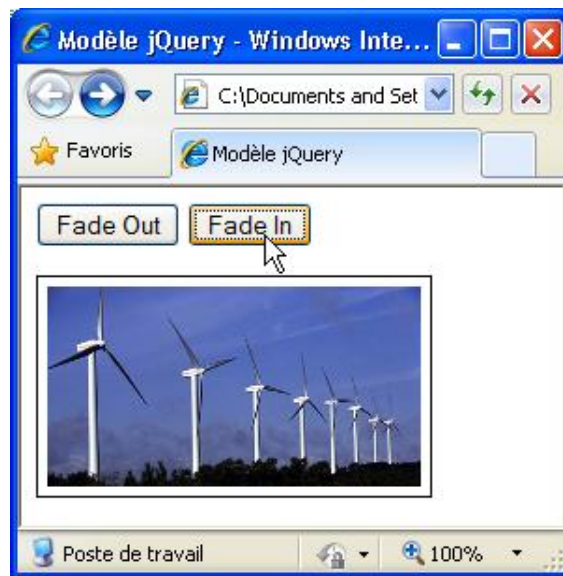 Modèle jQuery - Windows Inte...
C:\Documents and Set
Favoris
Modèle jQuery
Fade Out
Fade In
Poste de travail
100%